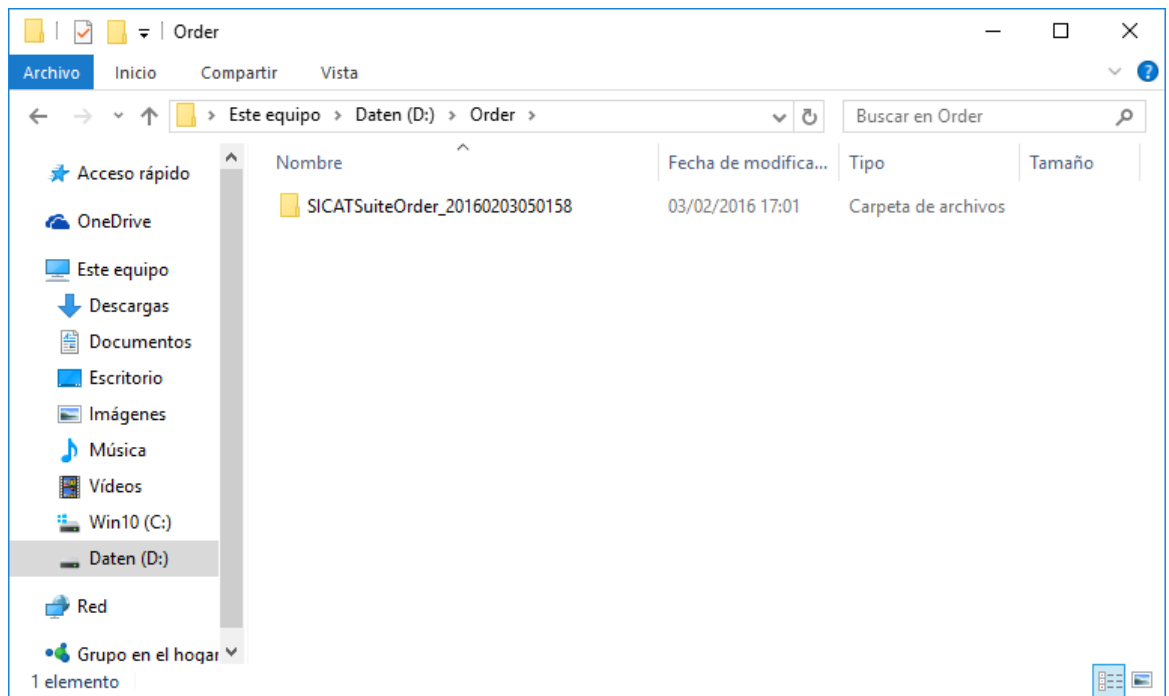 Order
Archivo Inicio Compartir Vista
Este equipo > Daten (D:) > Order > Buscar en Order
Nombre Fecha de modifica... Tipo Tamaño
SICATSuiteOrder_20160203050158 03/02/2016 17:01 Carpeta de archivos
Acceso rápido
OneDrive
Este equipo
Descargas
Documentos
Escritorio
Imágenes
Música
Vídeos
Win10 (C:)
Daten (D:)
Red
Grupo en el hogar
1 elemento